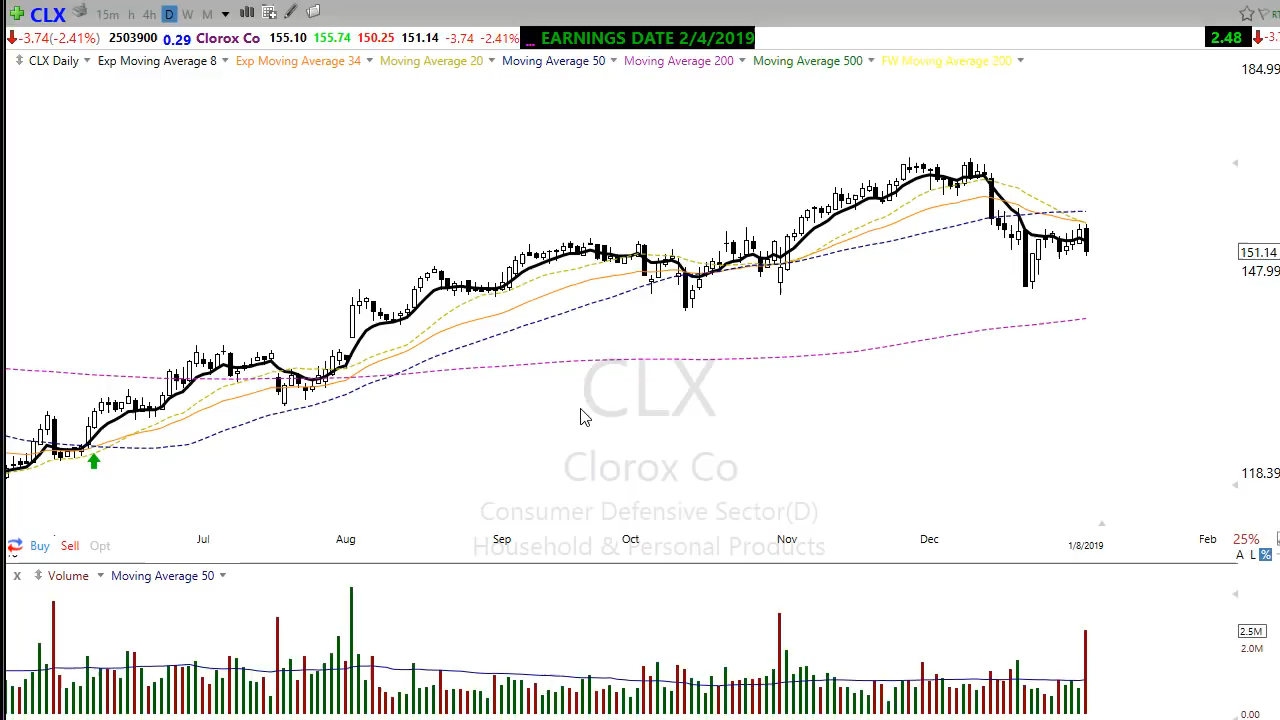 CLX 15m h 4h D W M
-3.74(-2.41%) 2503900 0.29 Clorox Co 155.10 155.74 150.25 151.14 -3.74 -2.41% ... EARNINGS DATE 2/4/2019 2.48
CLX Daily Exp Moving Average 8 Exp Moving Average 34 Moving Average 20 Moving Average 50 Moving Average 200 Moving Average 500 FW Moving Average 200
184.99
151.14
147.99
CLX
Clorox Co
118.39
Consumer Defensive Sector(D)
Household & Personal Products
Jul Aug Sep Oct Nov Dec 1/8/2019 Feb 25%
Buy Sell Opt
A L %
X Volume Moving Average 50
2.5M
2.0M
0.00